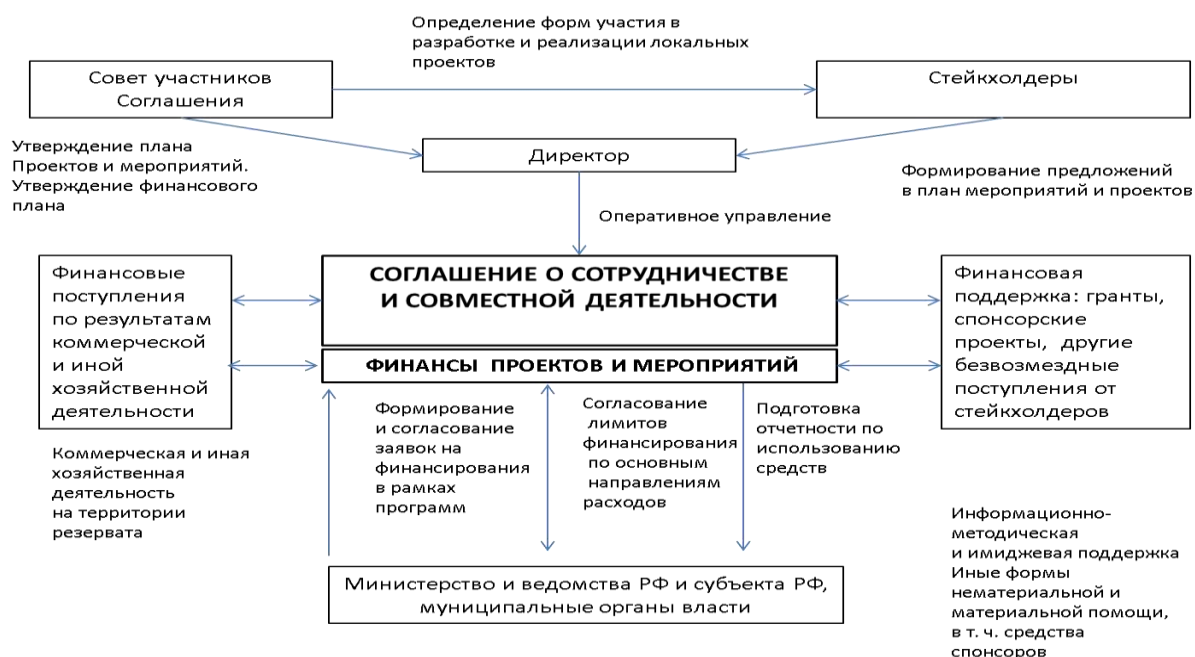 Определение форм участия в
разработке и реализации локальных
проектов
Совет участников
Соглашения
Стейкхолдеры
Утверждение плана
Проектов и мероприятий.
Утверждение финансового
плана
Директор
Формирование предложений
в план мероприятий и проектов
Оперативное управление
Финансовые
поступления
по результатам
коммерческой
и иной
хозяйственной
деятельности
СОГЛАШЕНИЕ О СОТРУДНИЧЕСТВЕ
И СОВМЕСТНОЙ ДЕЯТЕЛЬНОСТИ
ФИНАНСЫ ПРОЕКТОВ И МЕРОПРИЯТИЙ
Финансовая
поддержка: гранты,
спонсорские
проекты, другие
безвозмездные
поступления от
стейкхолдеров
Коммерческая и иная
хозяйственная
деятельность
на территории
резервата
Формирование
и согласование
заявок на
финансирования
в рамках
программ
Согласование
лимитов
финансирования
по основным
направлениям
расходов
Подготовка
отчетности по
использованию
средств
Информационно-
методическая
и имиджевая поддержка
Иные формы
нематериальной и
материальной помощи,
в т. ч. средства
спонсоров
Министерство и ведомства РФ и субъекта РФ,
муниципальные органы власти